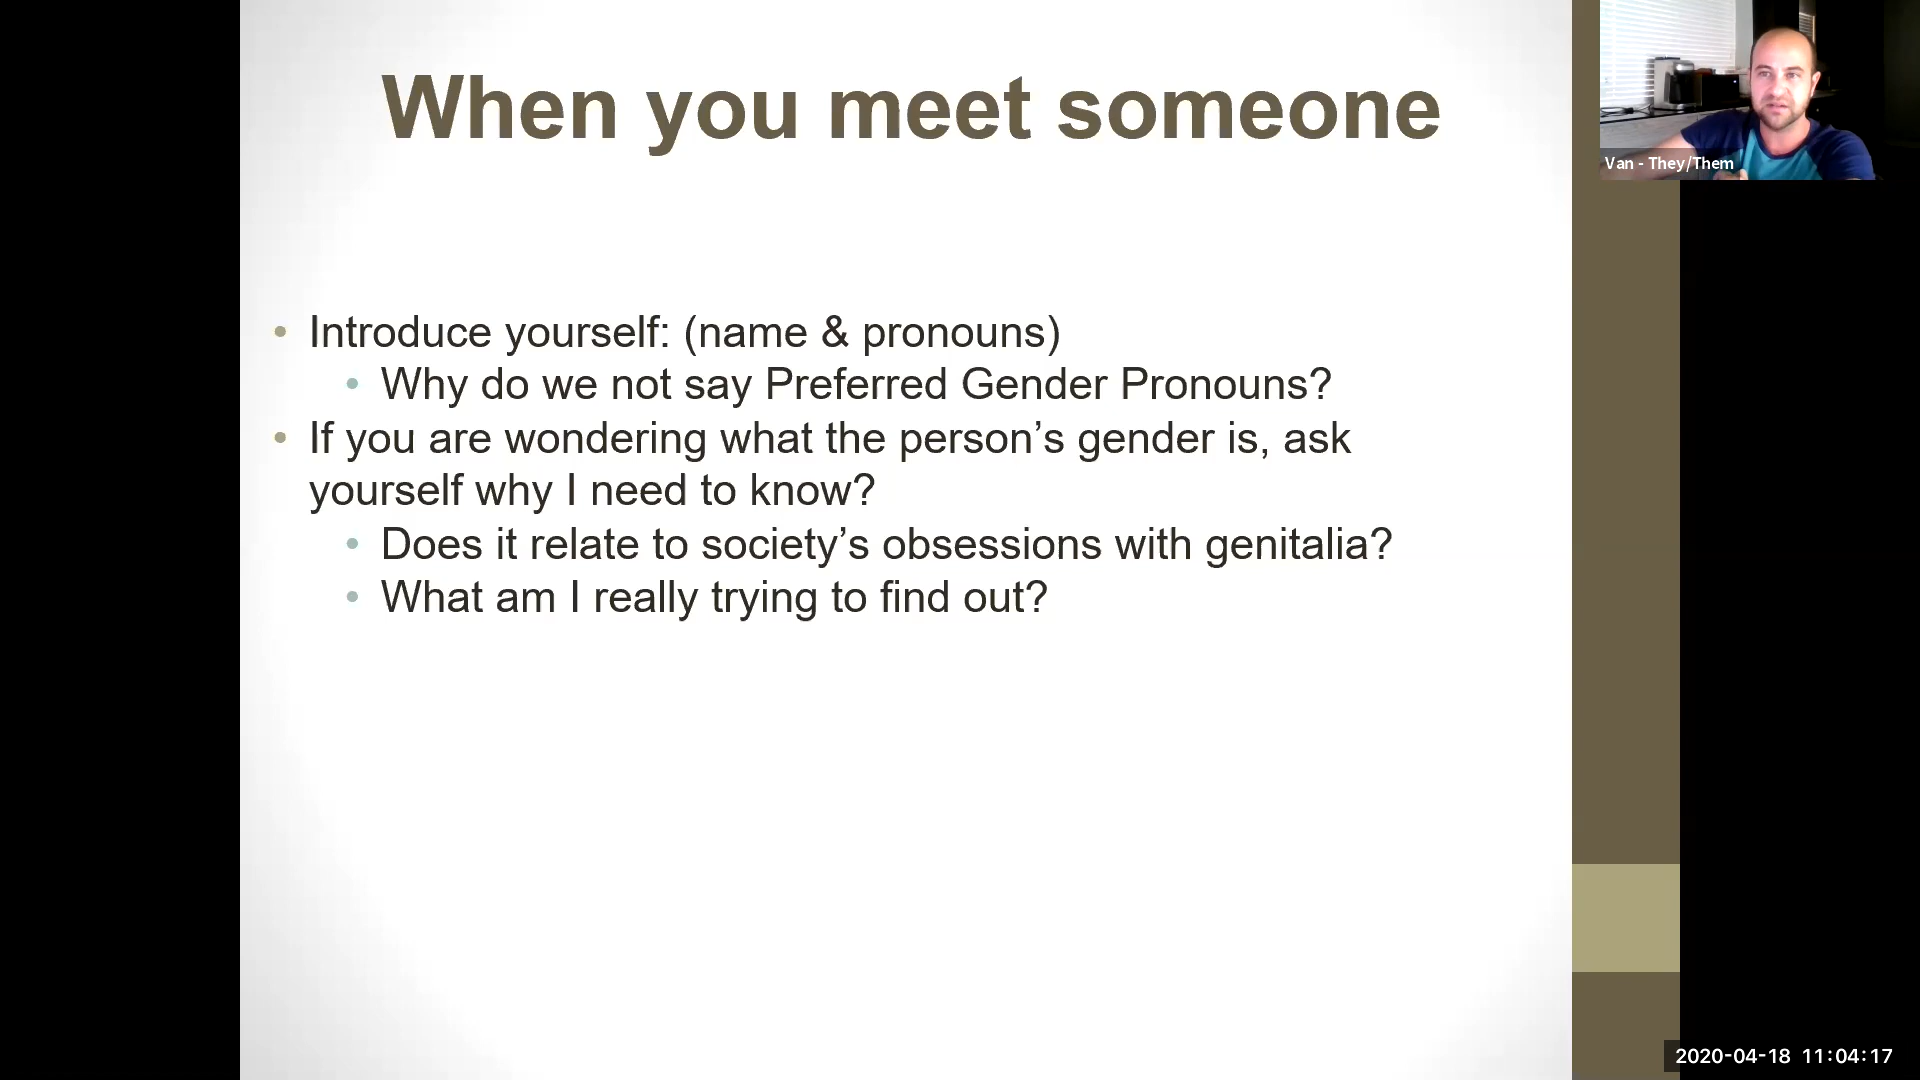 When you meet someone
Van - They/Them
• Introduce yourself: (name & pronouns)
• Why do we not say Preferred Gender Pronouns?
• If you are wondering what the person’s gender is, ask
yourself why I need to know?
• Does it relate to society’s obsessions with genitalia?
• What am I really trying to find out?
2020-04-18 11:04:17